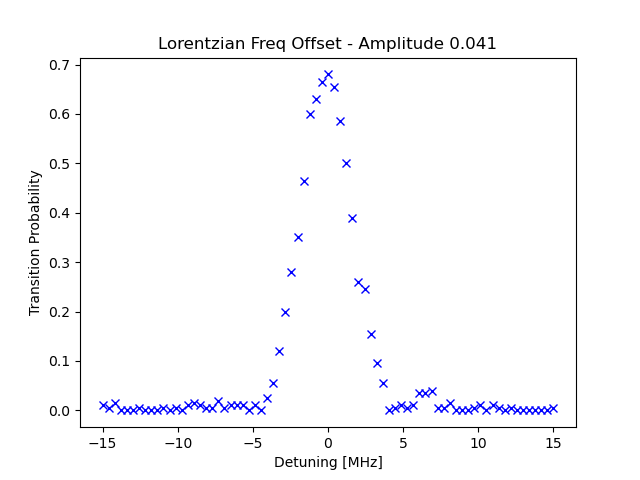 Lorentzian Freq Offset - Amplitude 0.041
0.7
0.6
0.5
0.4
0.3
0.2
0.1
0.0
Transition Probability
−15 −10 −5 0 5 10 15
Detuning [MHz]